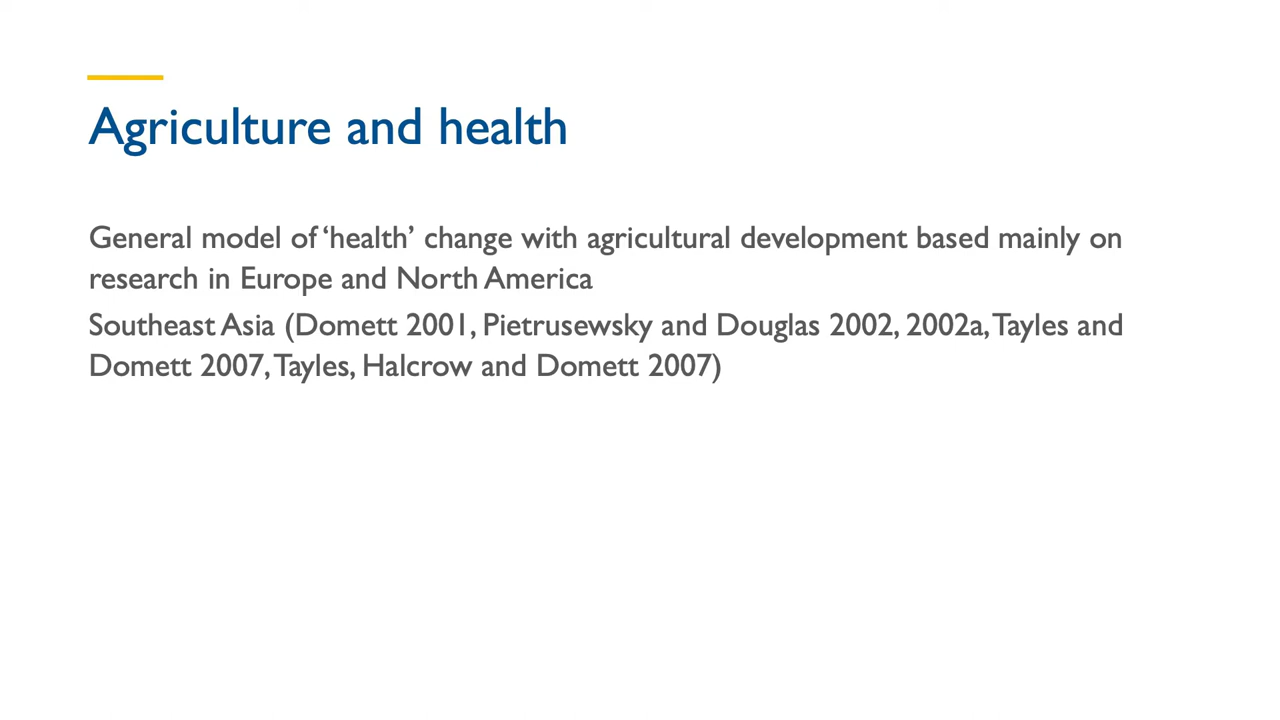 Agriculture and health
General model of ‘health’ change with agricultural development based mainly on
research in Europe and North America
Southeast Asia (Domett 2001, Pietrusewsky and Douglas 2002, 2002a, Tayles and
Domett 2007, Tayles, Halcrow and Domett 2007)